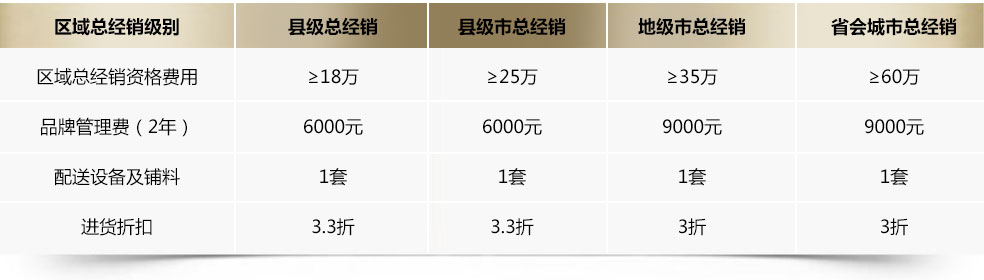 区域总经销级别 县级总经销 县级市总经销 地级市总经销 省会城市总经销
区域总经销资格费用 ≥18万 ≥25万 ≥35万 ≥60万
品牌管理费（2年） 6000元 6000元 9000元 9000元
配送设备及铺料 1套 1套 1套 1套
进货折扣 3.3折 3.3折 3折 3折